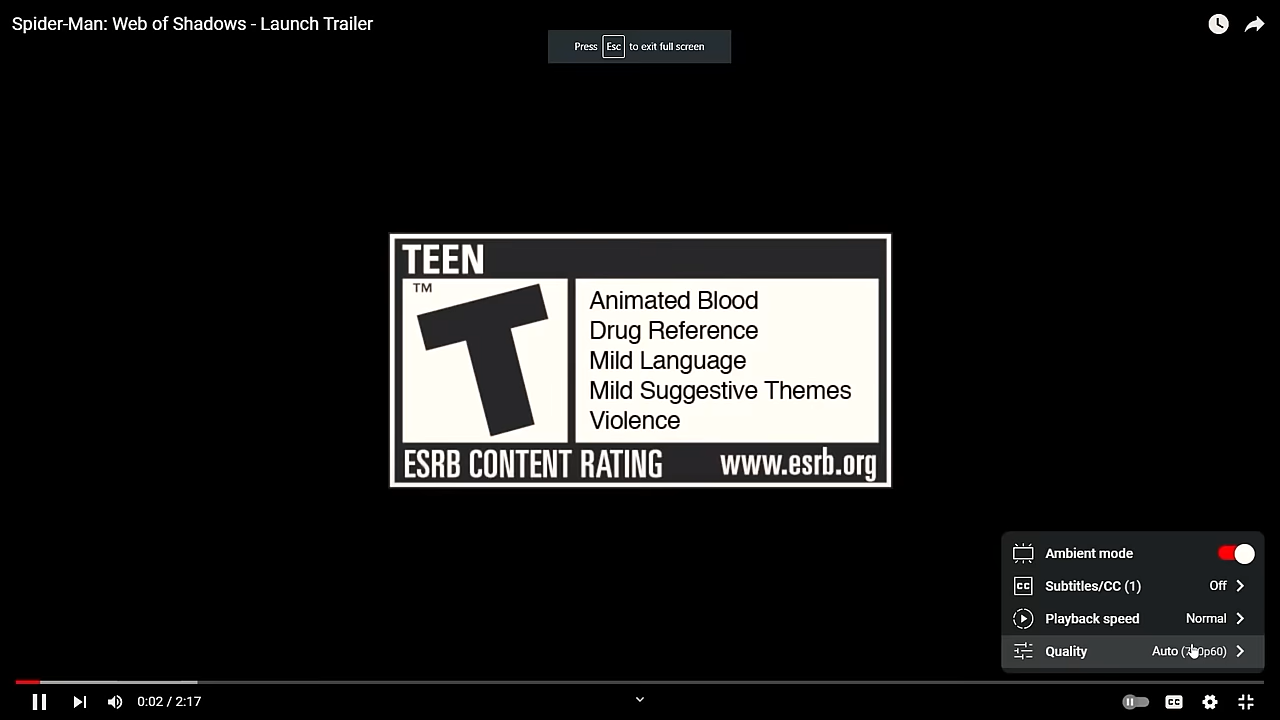 Spider-Man: Web of Shadows - Launch Trailer
Press Esc to exit full screen
TEEN
TM
T
Animated Blood
Drug Reference
Mild Language
Mild Suggestive Themes
Violence
ESRB CONTENT RATING www.esrb.org
Ambient mode
CC Subtitles/CC (1) Off
Playback speed Normal
Quality Auto
0:02 / 2:17
CC